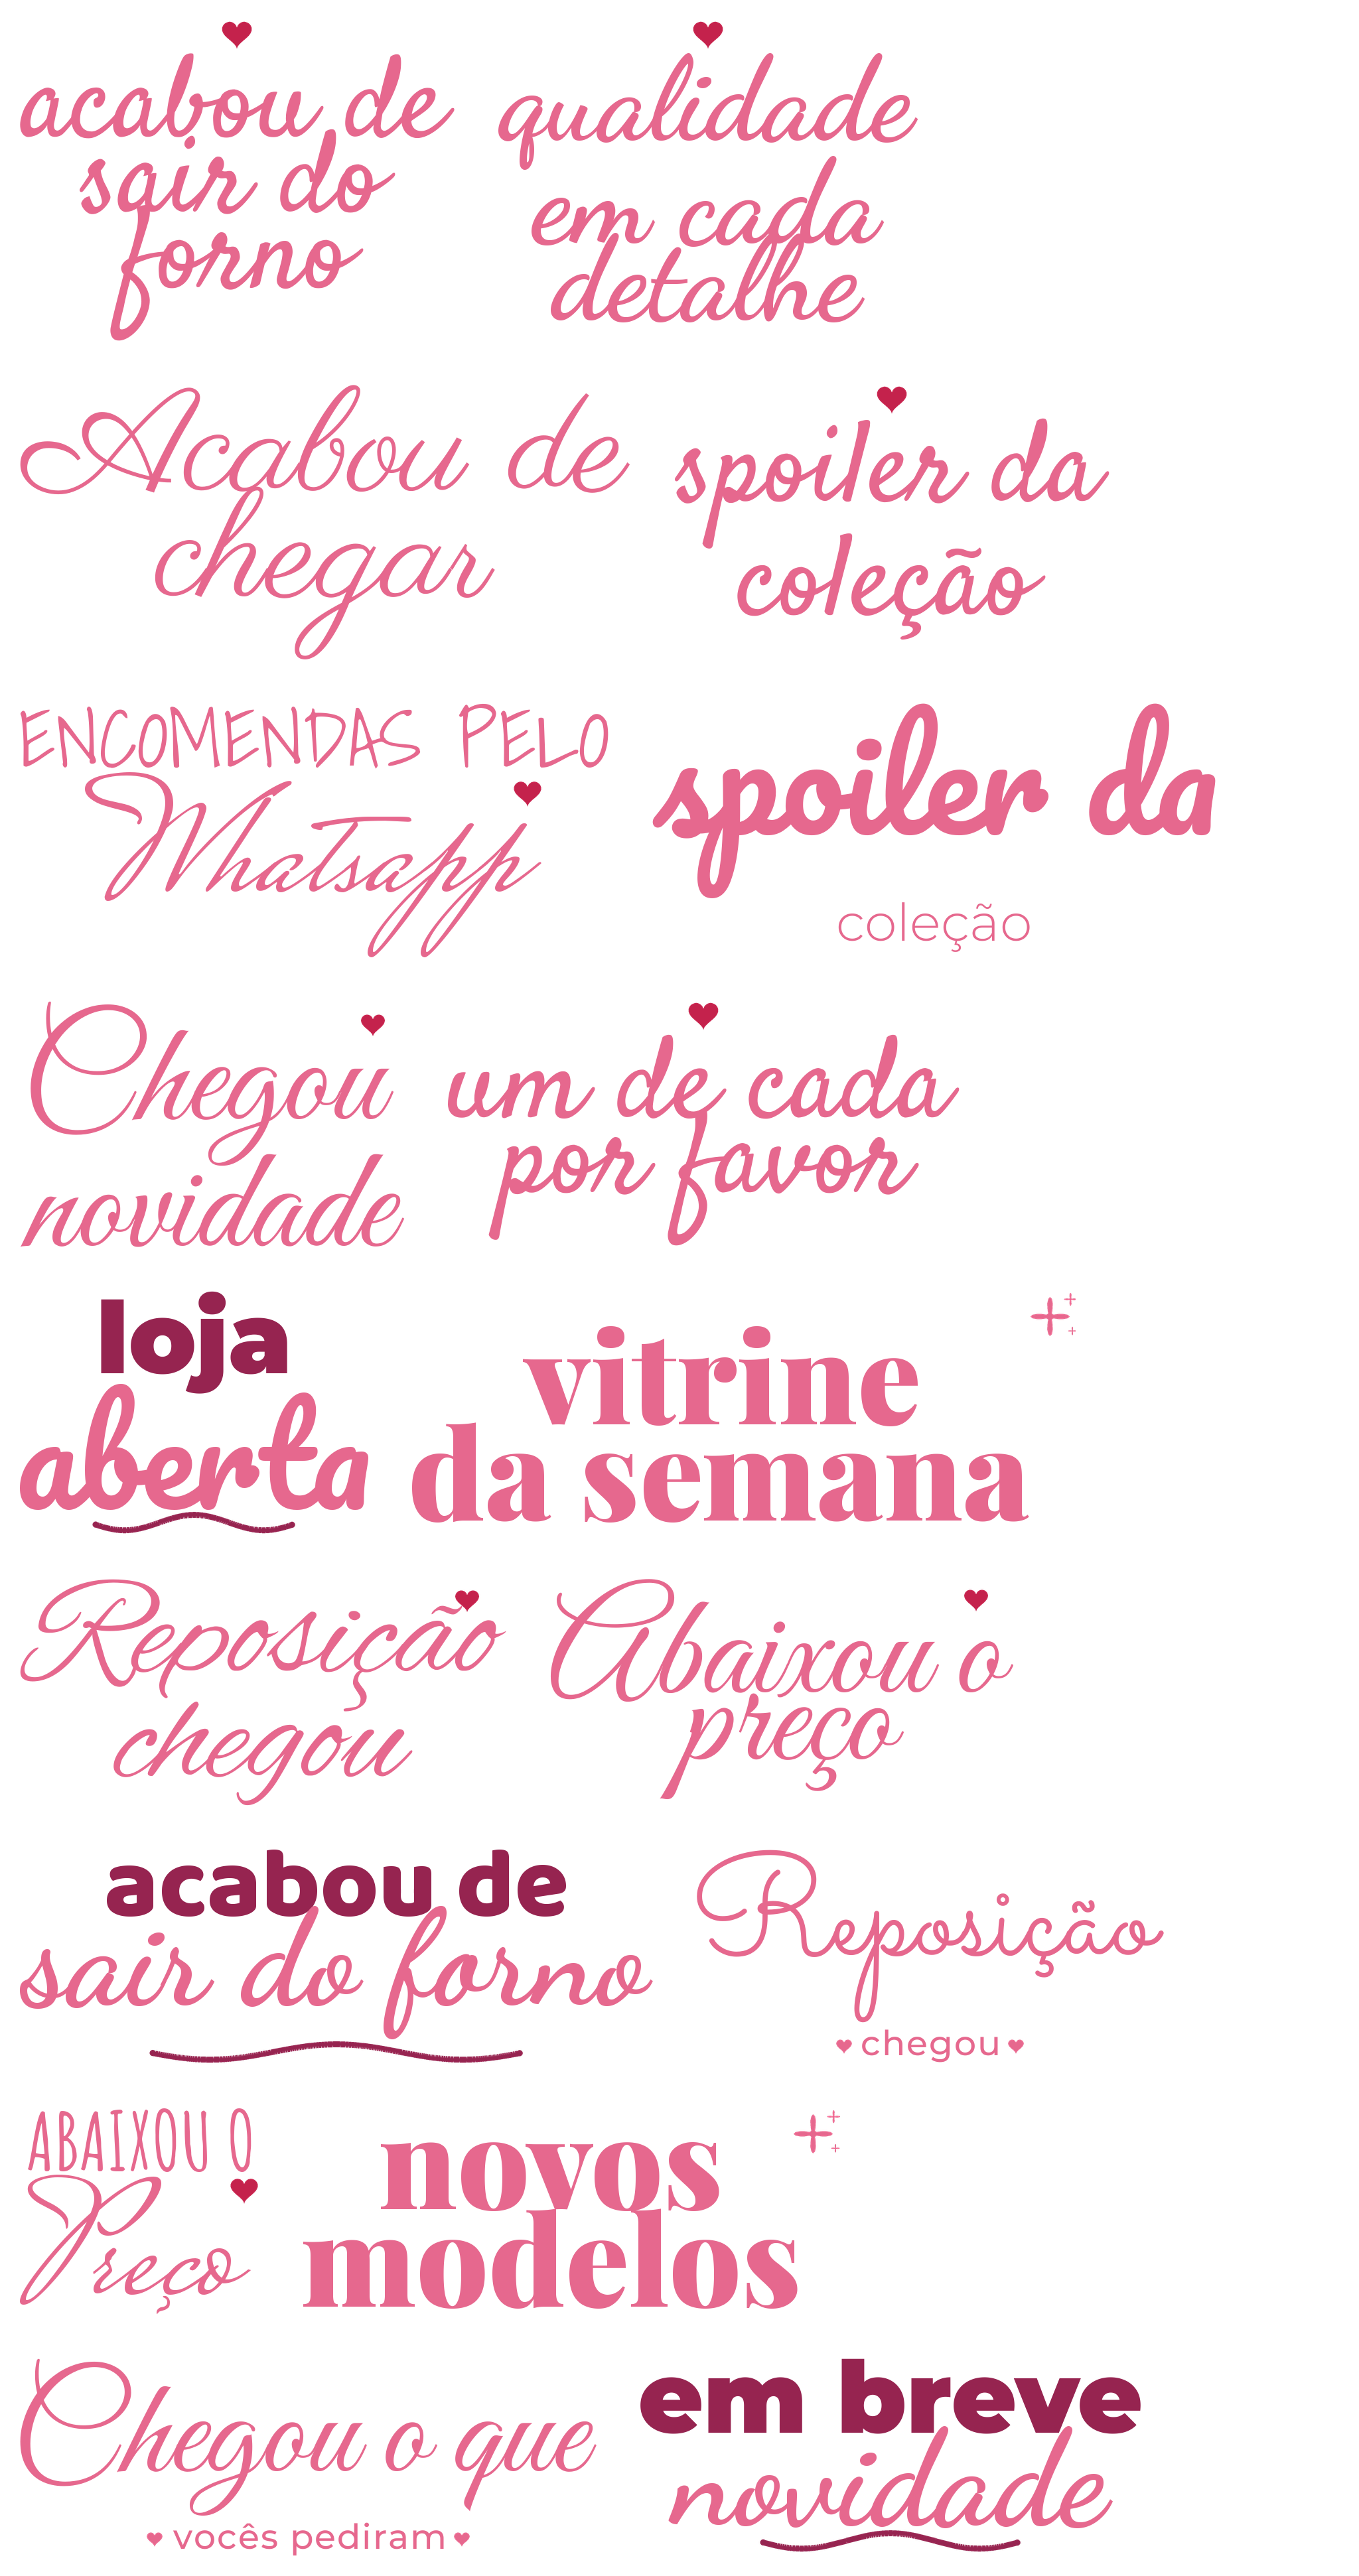 acabou de
sair do
forno
qualidade
em cada
detalhe
Acabou de
chegar
spoiler da
coleção
ENCOMENDAS PELO
Whatsapp
spoiler da
coleção
Chegou
novidade
um de cada
por favor
loja
aberta
vitrine
da semana
Reposição
chegou
Abaixou o
preço
acabou de
sair do forno
Reposição
chegou
ABAIXOU O
Preço
novos
modelos
Chegou o que
vocês pediram
em breve
novidade